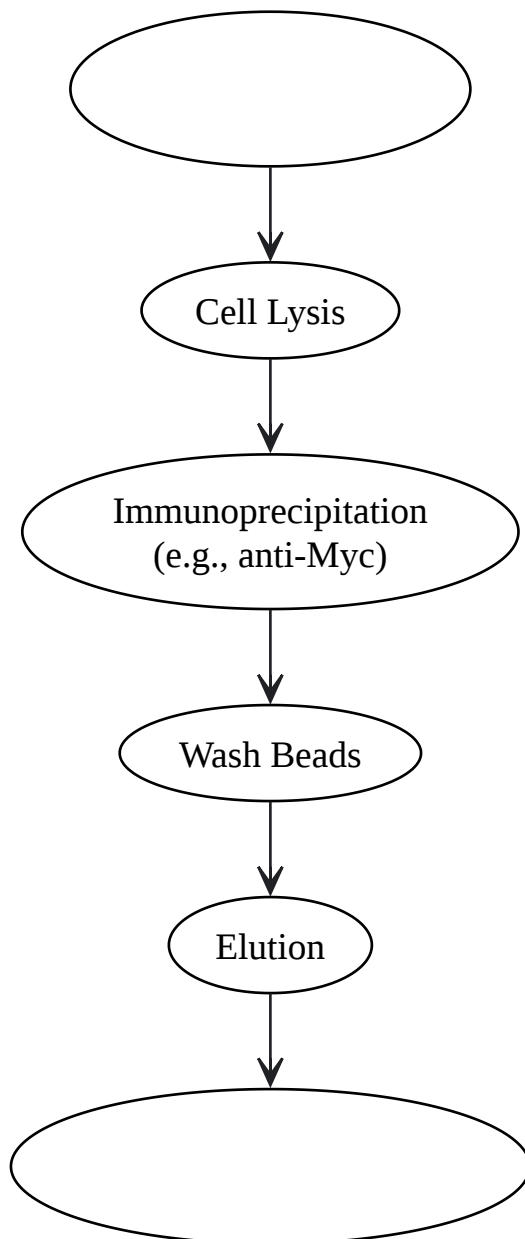 Cell Lysis
Immunoprecipitation
(e.g., anti-Myc)
Wash Beads
Elution